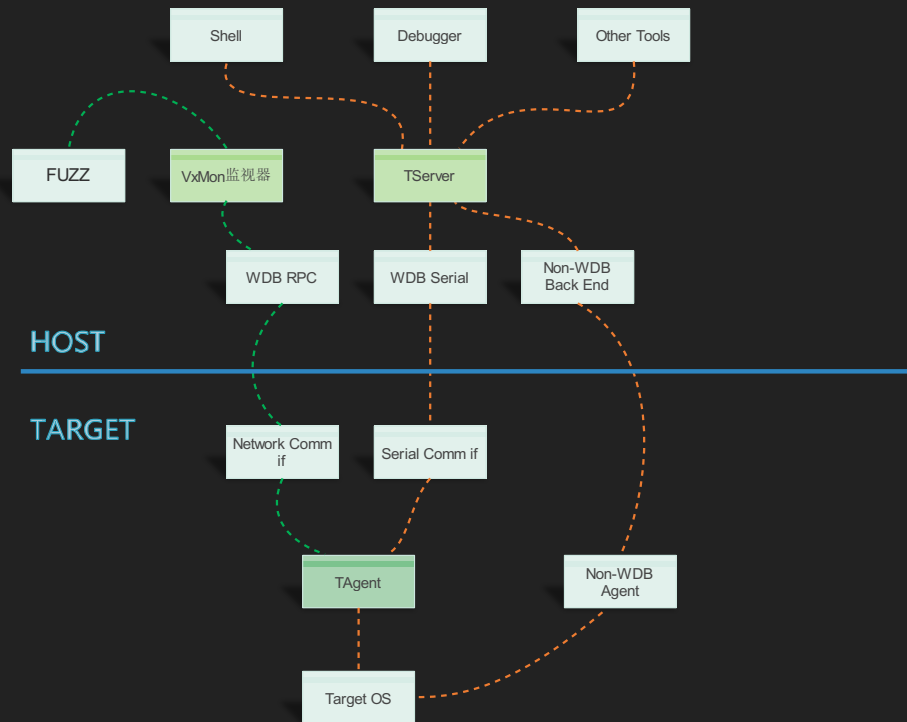 Shell
Debugger
Other Tools
FUZZ
VxMon监视器
TServer
WDB RPC
WDB Serial
Non-WDB
Back End
HOST
TARGET
Network Comm
if
Serial Comm if
TAgent
Non-WDB
Agent
Target OS